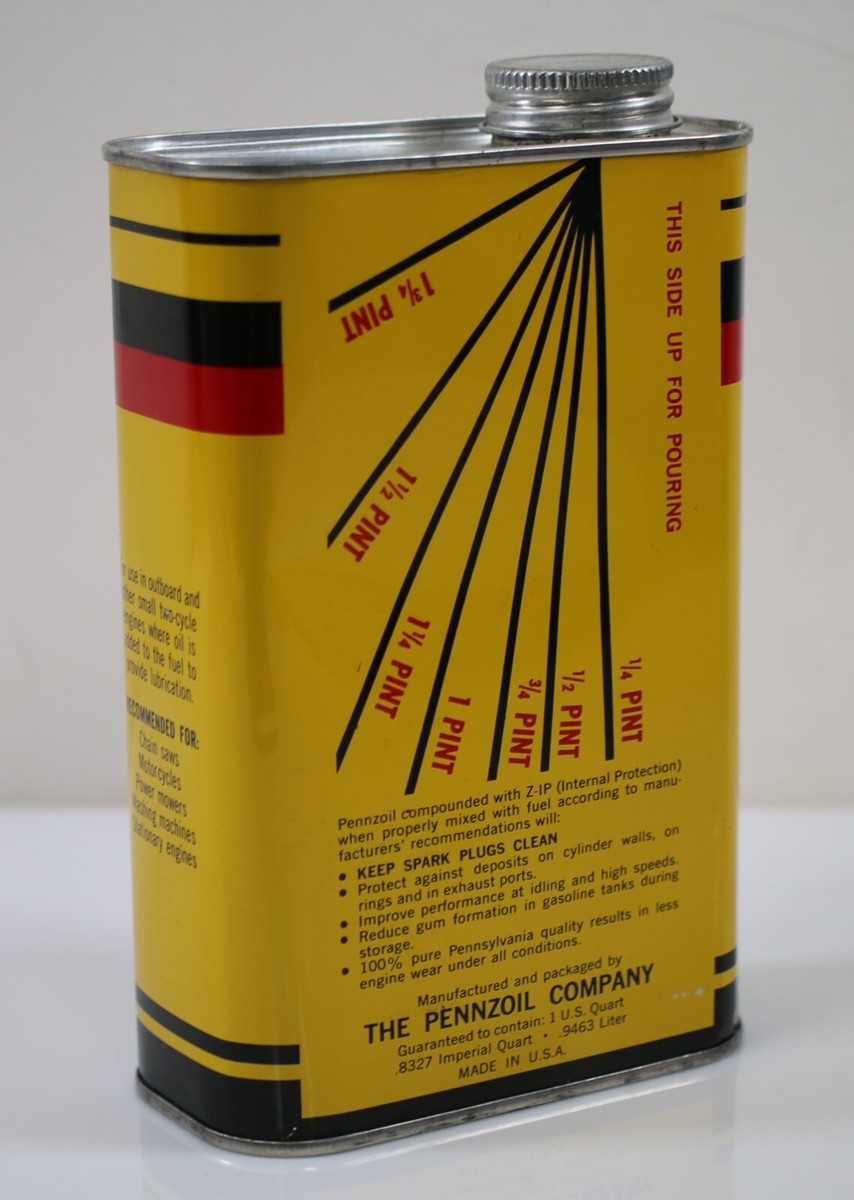 THIS SIDE UP FOR POURING
1¾ PINT
1½ PINT
1¼ PINT
1 PINT
¾ PINT
½ PINT
¼ PINT
Pennzoil compounded with Z-IP (Internal Protection)
when properly mixed with fuel according to manu-
facturers' recommendations will:
• KEEP SPARK PLUGS CLEAN
• Protect against deposits on cylinder walls, on
rings and in exhaust ports.
• Improve performance at idling and high speeds.
• Reduce gum formation in gasoline tanks during
storage.
• 100% pure Pennsylvania quality results in less
engine wear under all conditions.
Manufactured and packaged by
THE PENNZOIL COMPANY
Guaranteed to contain: 1 U.S. Quart
.8327 Imperial Quart • .9463 Liter
MADE IN U.S.A.
use in outboard and
small two-cycle
engines where oil is
added to the fuel to
provide lubrication.
RECOMMENDED FOR:
Chain saws
Motorcycles
Power mowers
Washing machines
Stationary engines